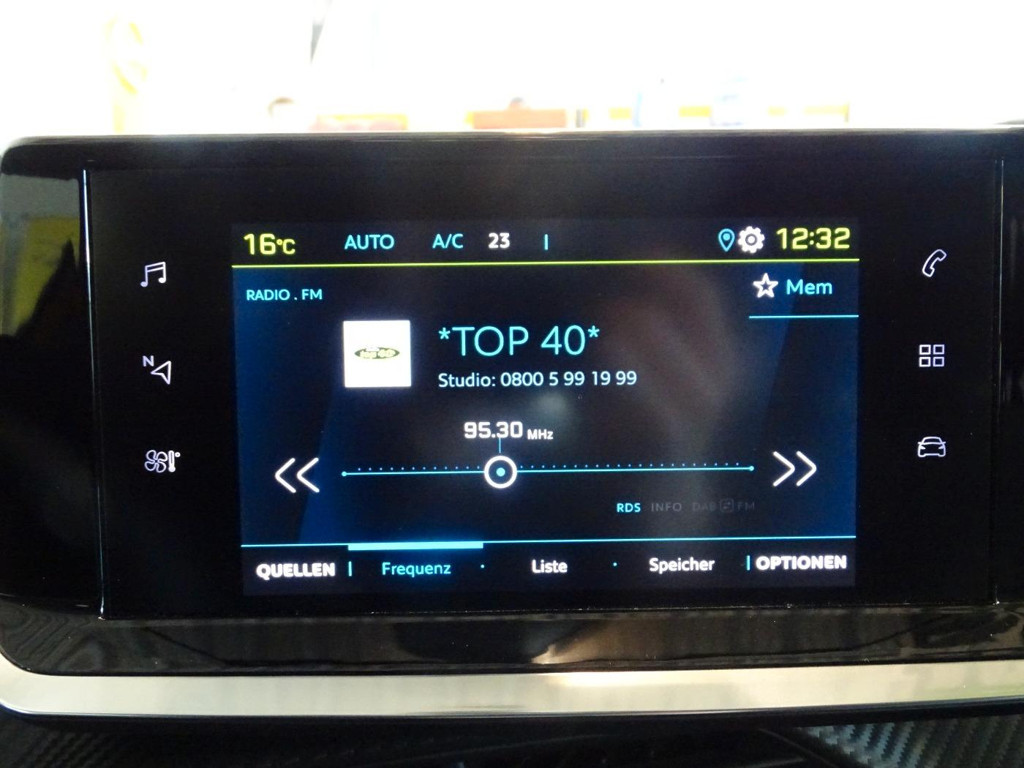 16°C AUTO A/C 23 12:32
RADIO . FM
Mem
*TOP 40*
Studio: 0800 5 99 19 99
N
95.30 MHz
RDS INFO DAB FM
QUELLEN Frequenz Liste Speicher OPTIONEN